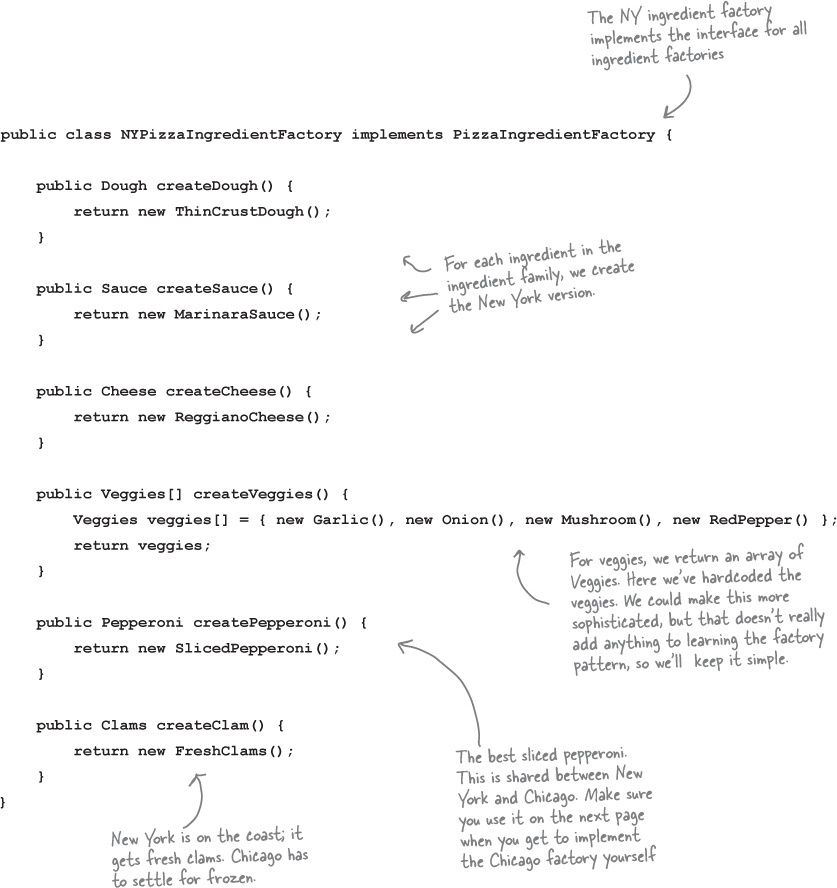 The NY ingredient factory
implements the interface for all
ingredient factories
public class NYPizzaIngredientFactory implements PizzaIngredientFactory {
public Dough createDough() {
return new ThinCrustDough();
}
For each ingredient in the
ingredient family, we create
the New York version.
public Sauce createSauce() {
return new MarinaraSauce();
}
public Cheese createCheese() {
return new ReggianoCheese();
}
public Veggies[] createVeggies() {
Veggies veggies[] = { new Garlic(), new Onion(), new Mushroom(), new RedPepper() };
return veggies;
}
For veggies, we return an array of
Veggies. Here we've hardcoded the
veggies. We could make this more
sophisticated, but that doesn't really
add anything to learning the factory
pattern, so we'll keep it simple.
public Pepperoni createPepperoni() {
return new SlicedPepperoni();
}
public Clams createClam() {
return new FreshClams();
}
}
The best sliced pepperoni.
This is shared between New
York and Chicago. Make sure
you use it on the next page
when you get to implement
the Chicago factory yourself
New York is on the coast; it
gets fresh clams. Chicago has
to settle for frozen.